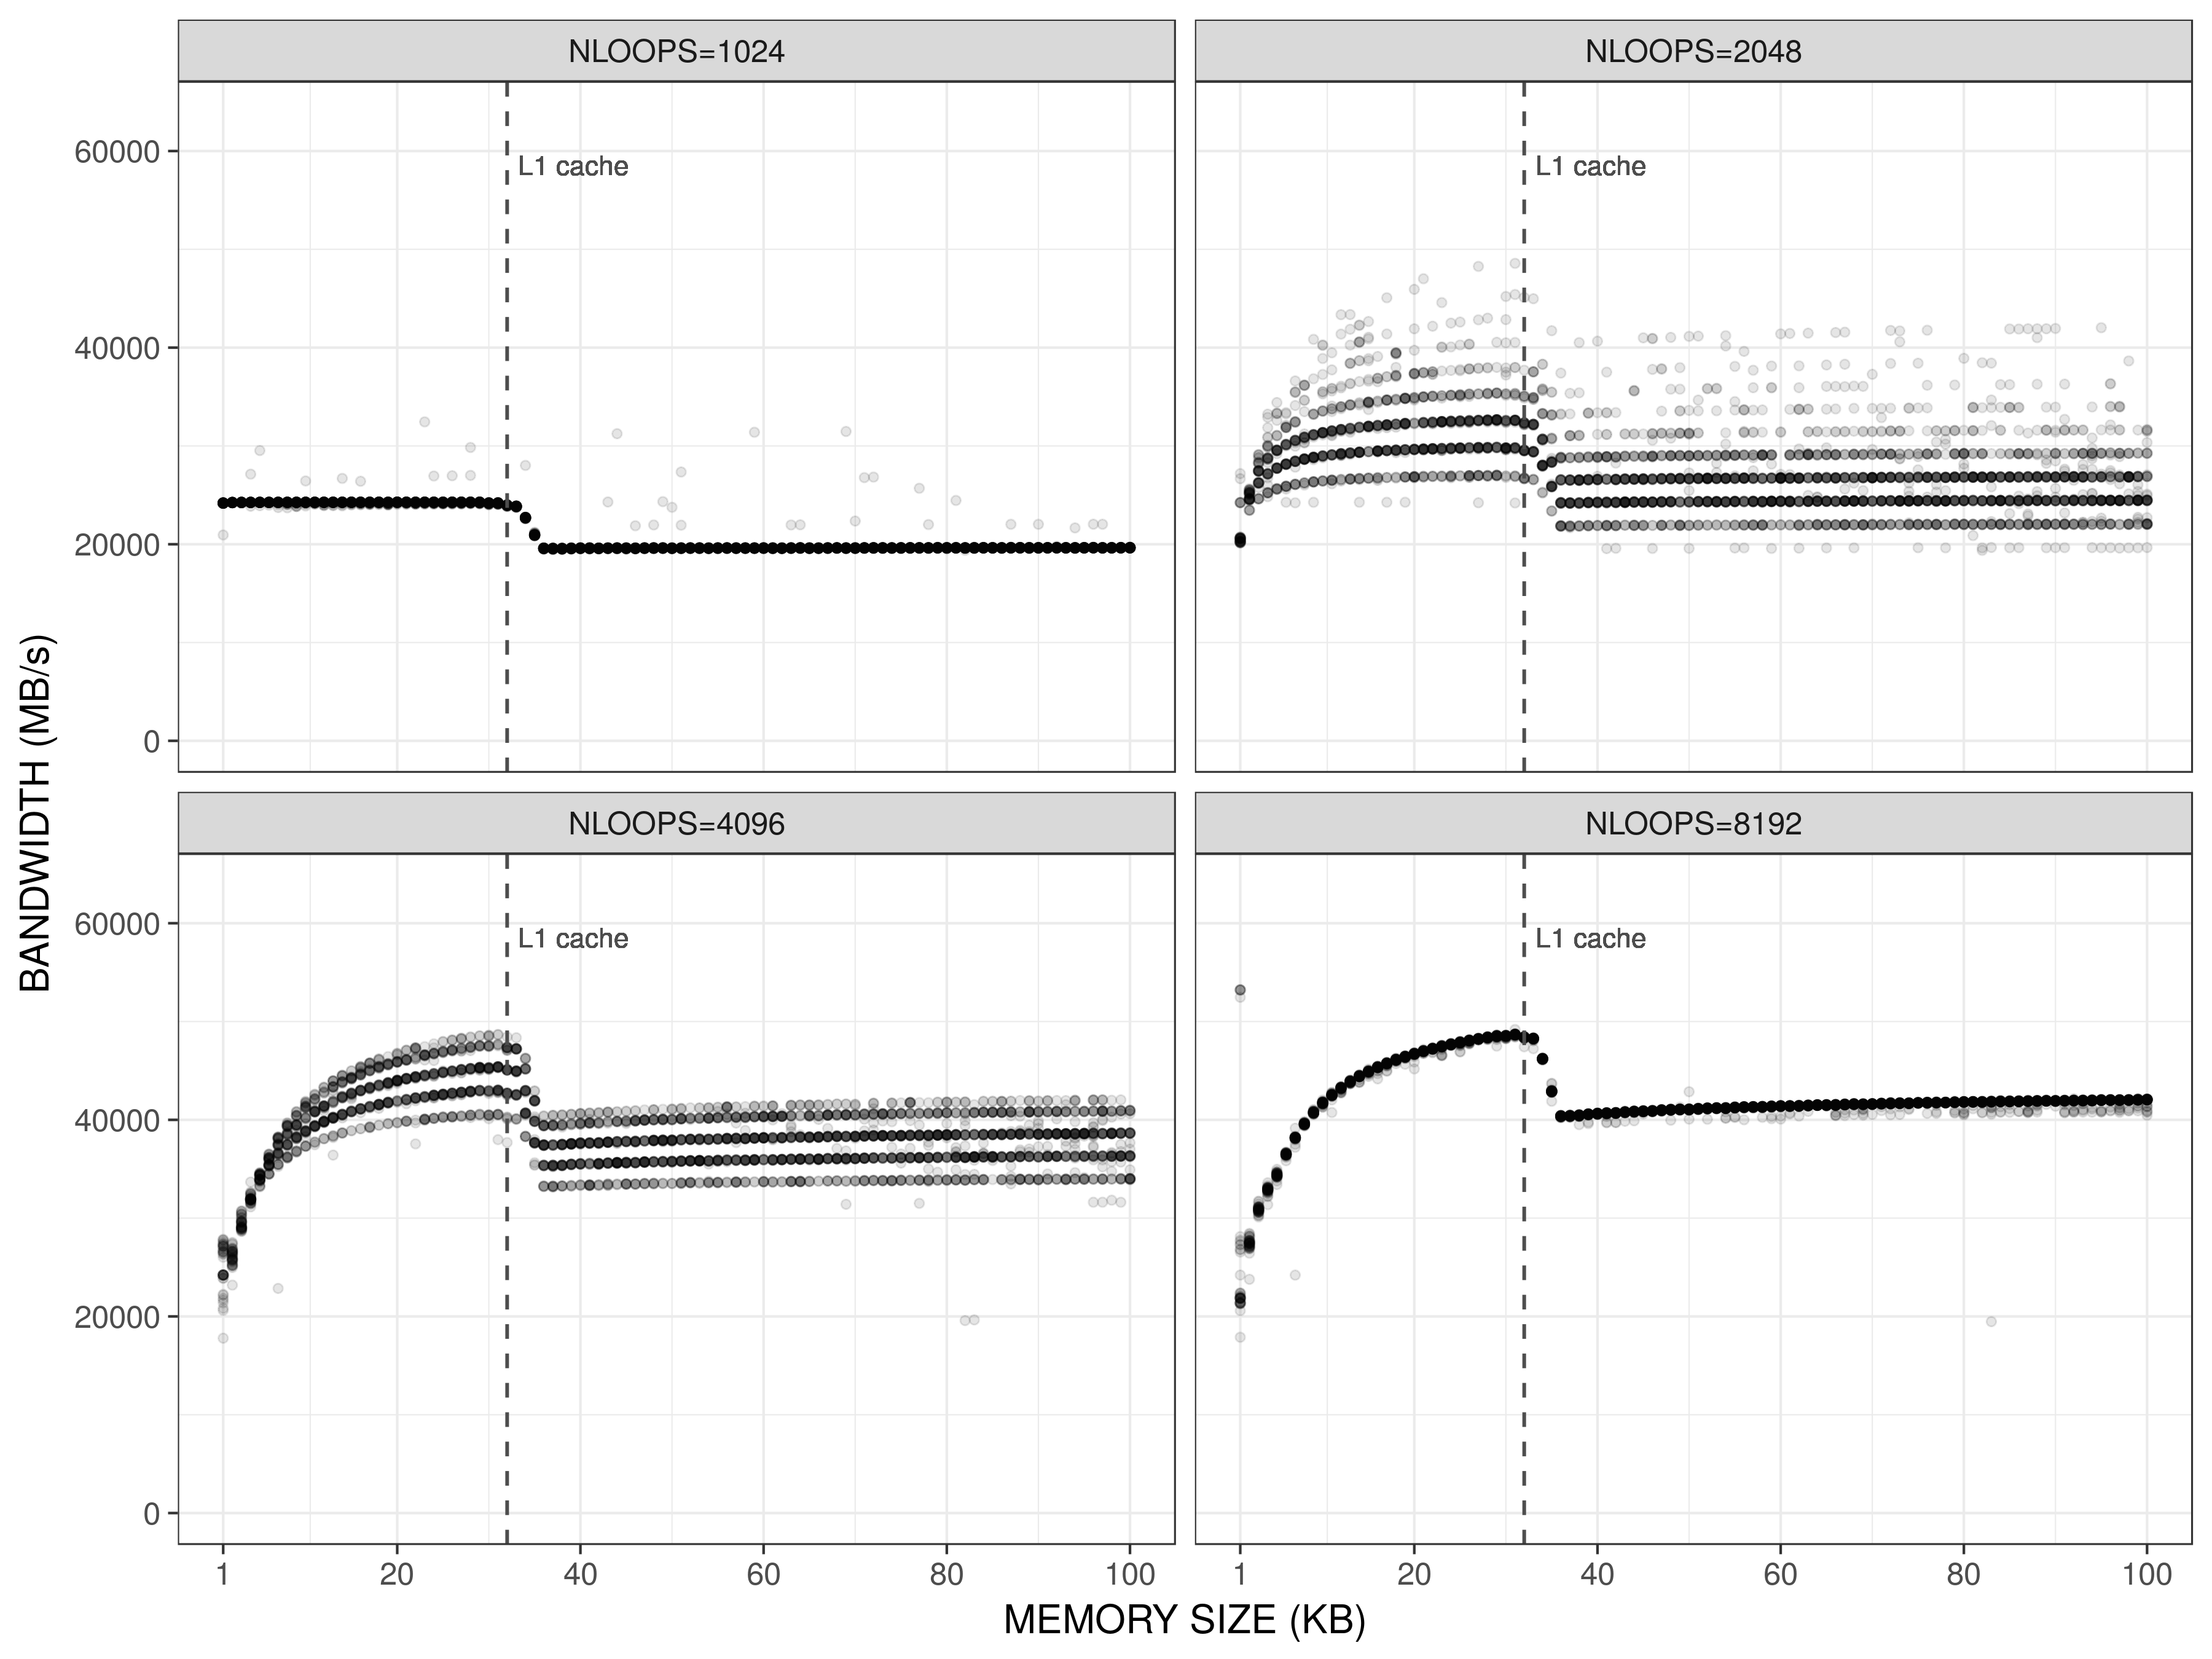 NLOOPS=1024
NLOOPS=2048
60000
40000
20000
0
L1 cache
L1 cache
NLOOPS=4096
NLOOPS=8192
60000
40000
20000
0
L1 cache
L1 cache
1 20 40 60 80 100
1 20 40 60 80 100
MEMORY SIZE (KB)
BANDWIDTH (MB/s)